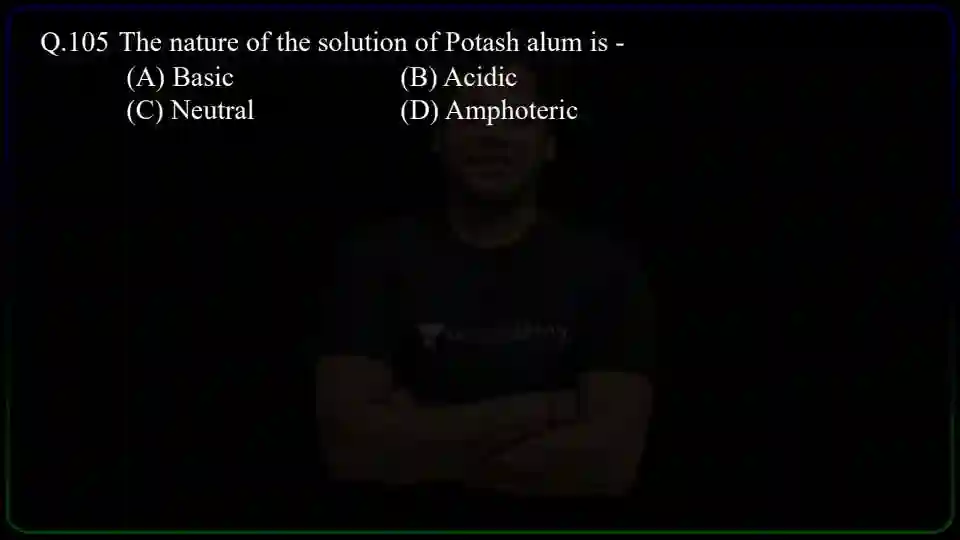 Q.105 The nature of the solution of Potash alum is -
(A) Basic (B) Acidic
(C) Neutral (D) Amphoteric